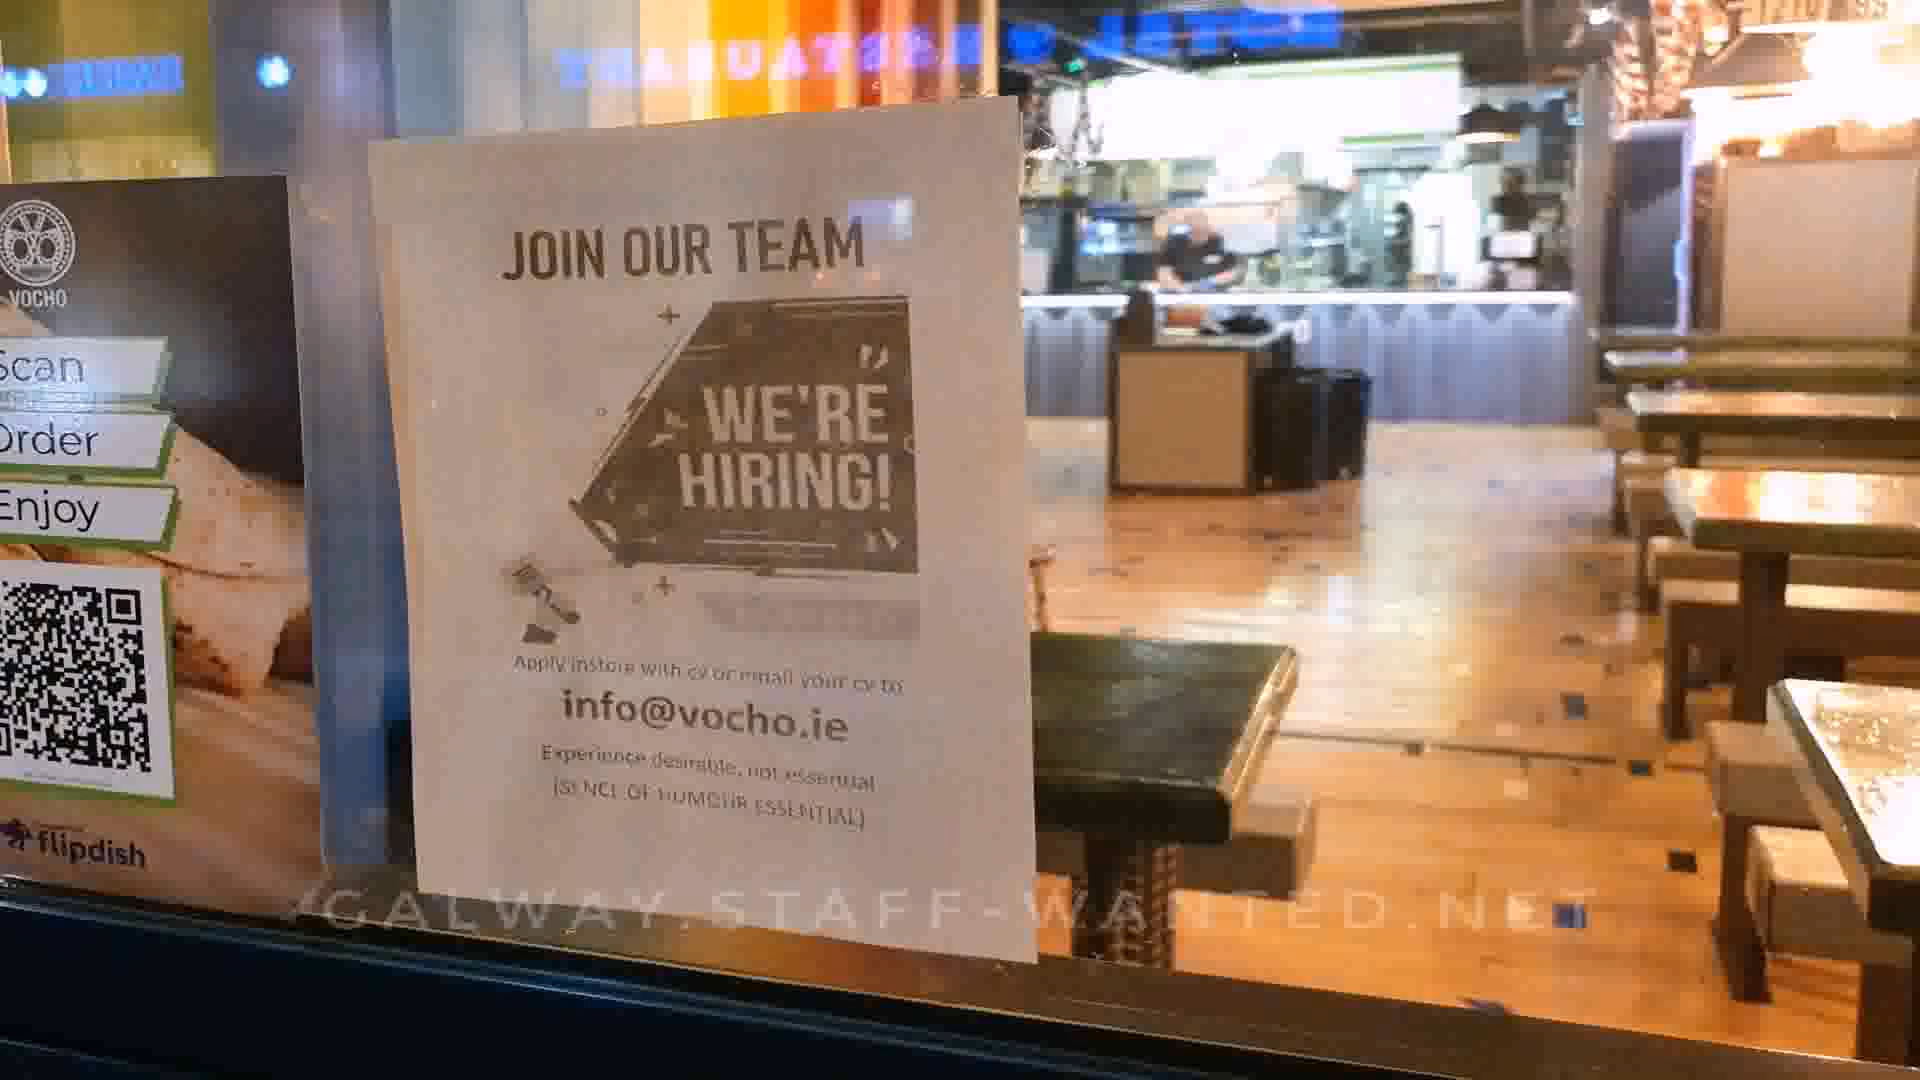 VOCHO
Scan
Order
Enjoy
flipdish
JOIN OUR TEAM
WE'RE
HIRING!
Apply instore with cv or email your cv to
info@vocho.ie
Experience desirable, not essential
(SENCE OF HUMOUR ESSENTIAL)
GALWAY.STAFF-WANTED.NET